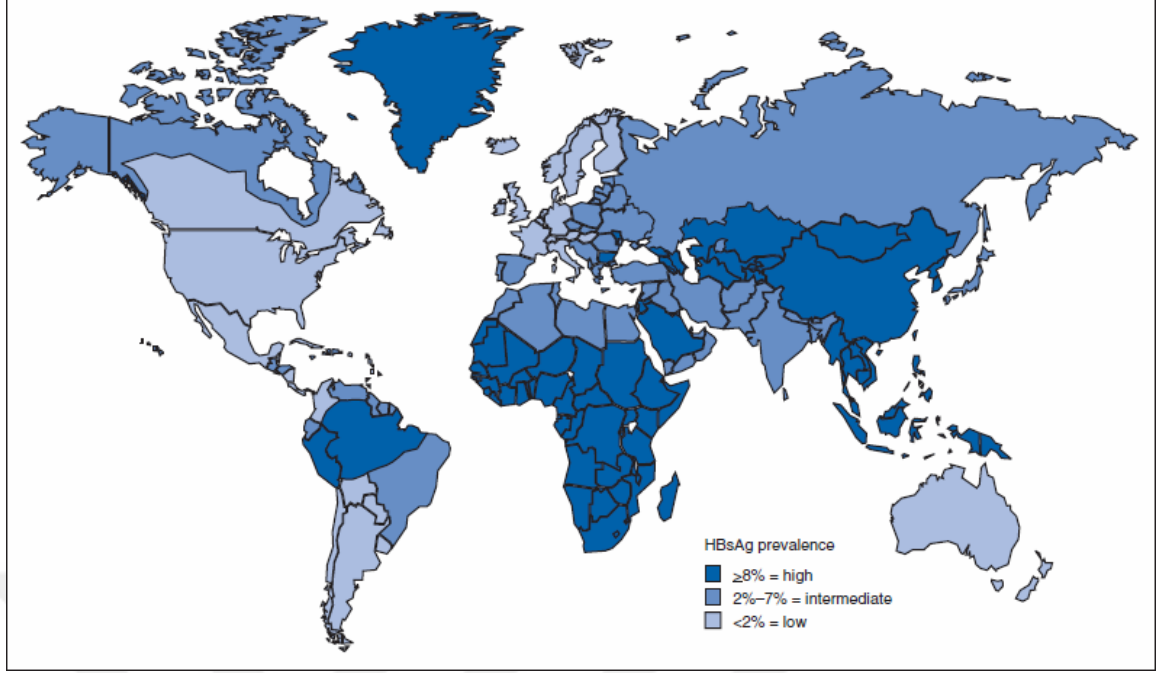 HBsAg prevalence
≥8% = high
2%–7% = intermediate
<2% = low